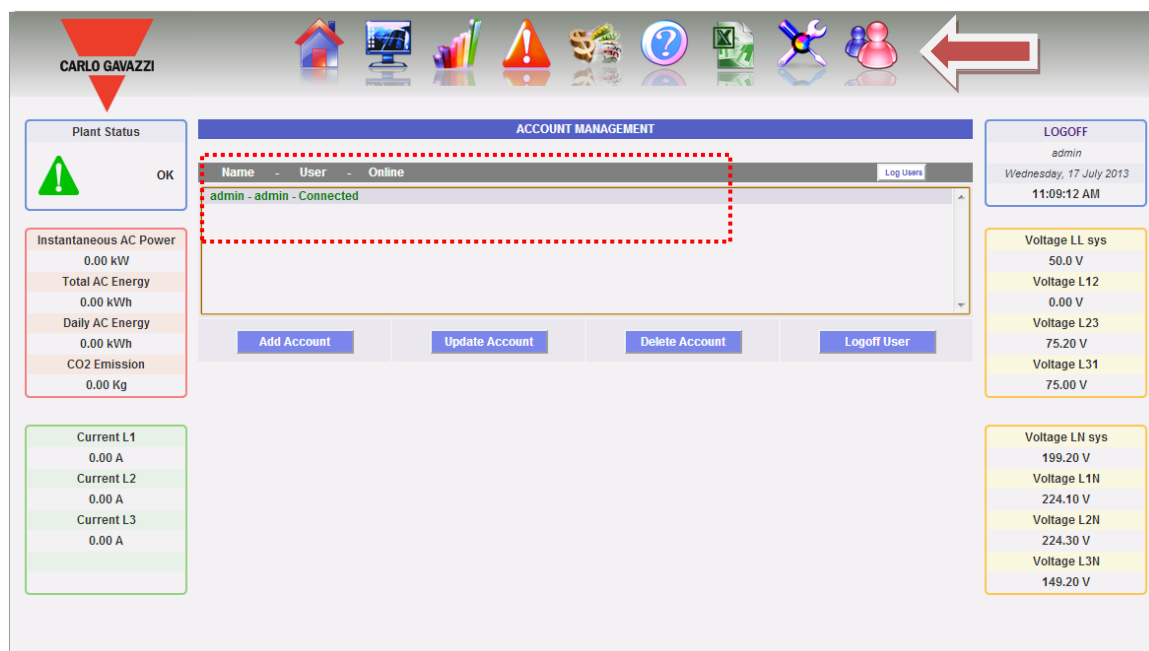 CARLO GAVAZZI
Plant Status
OK
Instantaneous AC Power
0.00 kW
Total AC Energy
0.00 kWh
Daily AC Energy
0.00 kWh
CO2 Emission
0.00 Kg
Current L1
0.00 A
Current L2
0.00 A
Current L3
0.00 A
ACCOUNT MANAGEMENT
Name - User - Online
Log Users
admin - admin - Connected
Add Account
Update Account
Delete Account
Logoff User
LOGOFF
admin
Wednesday, 17 July 2013
11:09:12 AM
Voltage LL sys
50.0 V
Voltage L12
0.00 V
Voltage L23
75.20 V
Voltage L31
75.00 V
Voltage LN sys
199.20 V
Voltage L1N
224.10 V
Voltage L2N
224.30 V
Voltage L3N
149.20 V